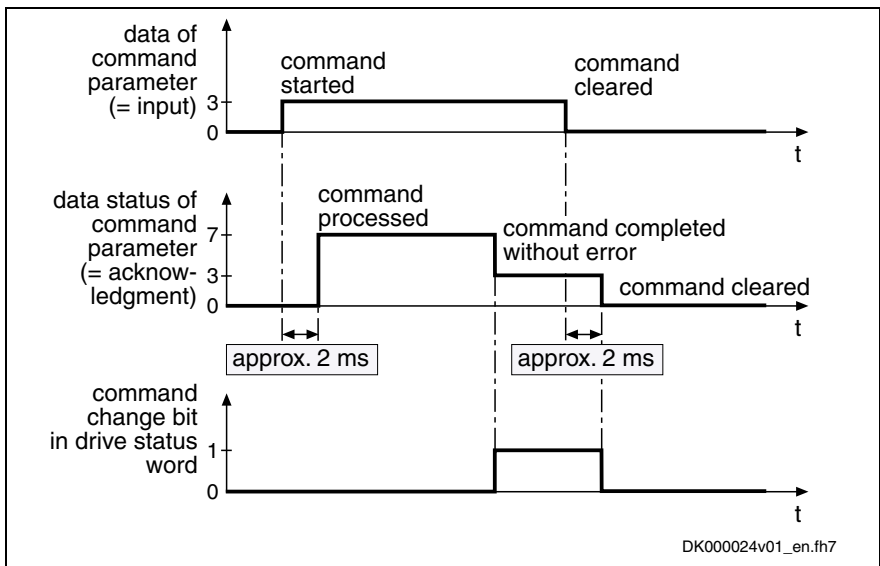 data of
command
parameter
(= input)
command
started
command
cleared
3
0
t
data status of
command
parameter
(= acknow-
ledgment)
command
processed
command completed
without error
7
3
0
command cleared
t
approx. 2 ms
approx. 2 ms
command
change bit
in drive status
word
1
0
t
DK000024v01_en.fh7